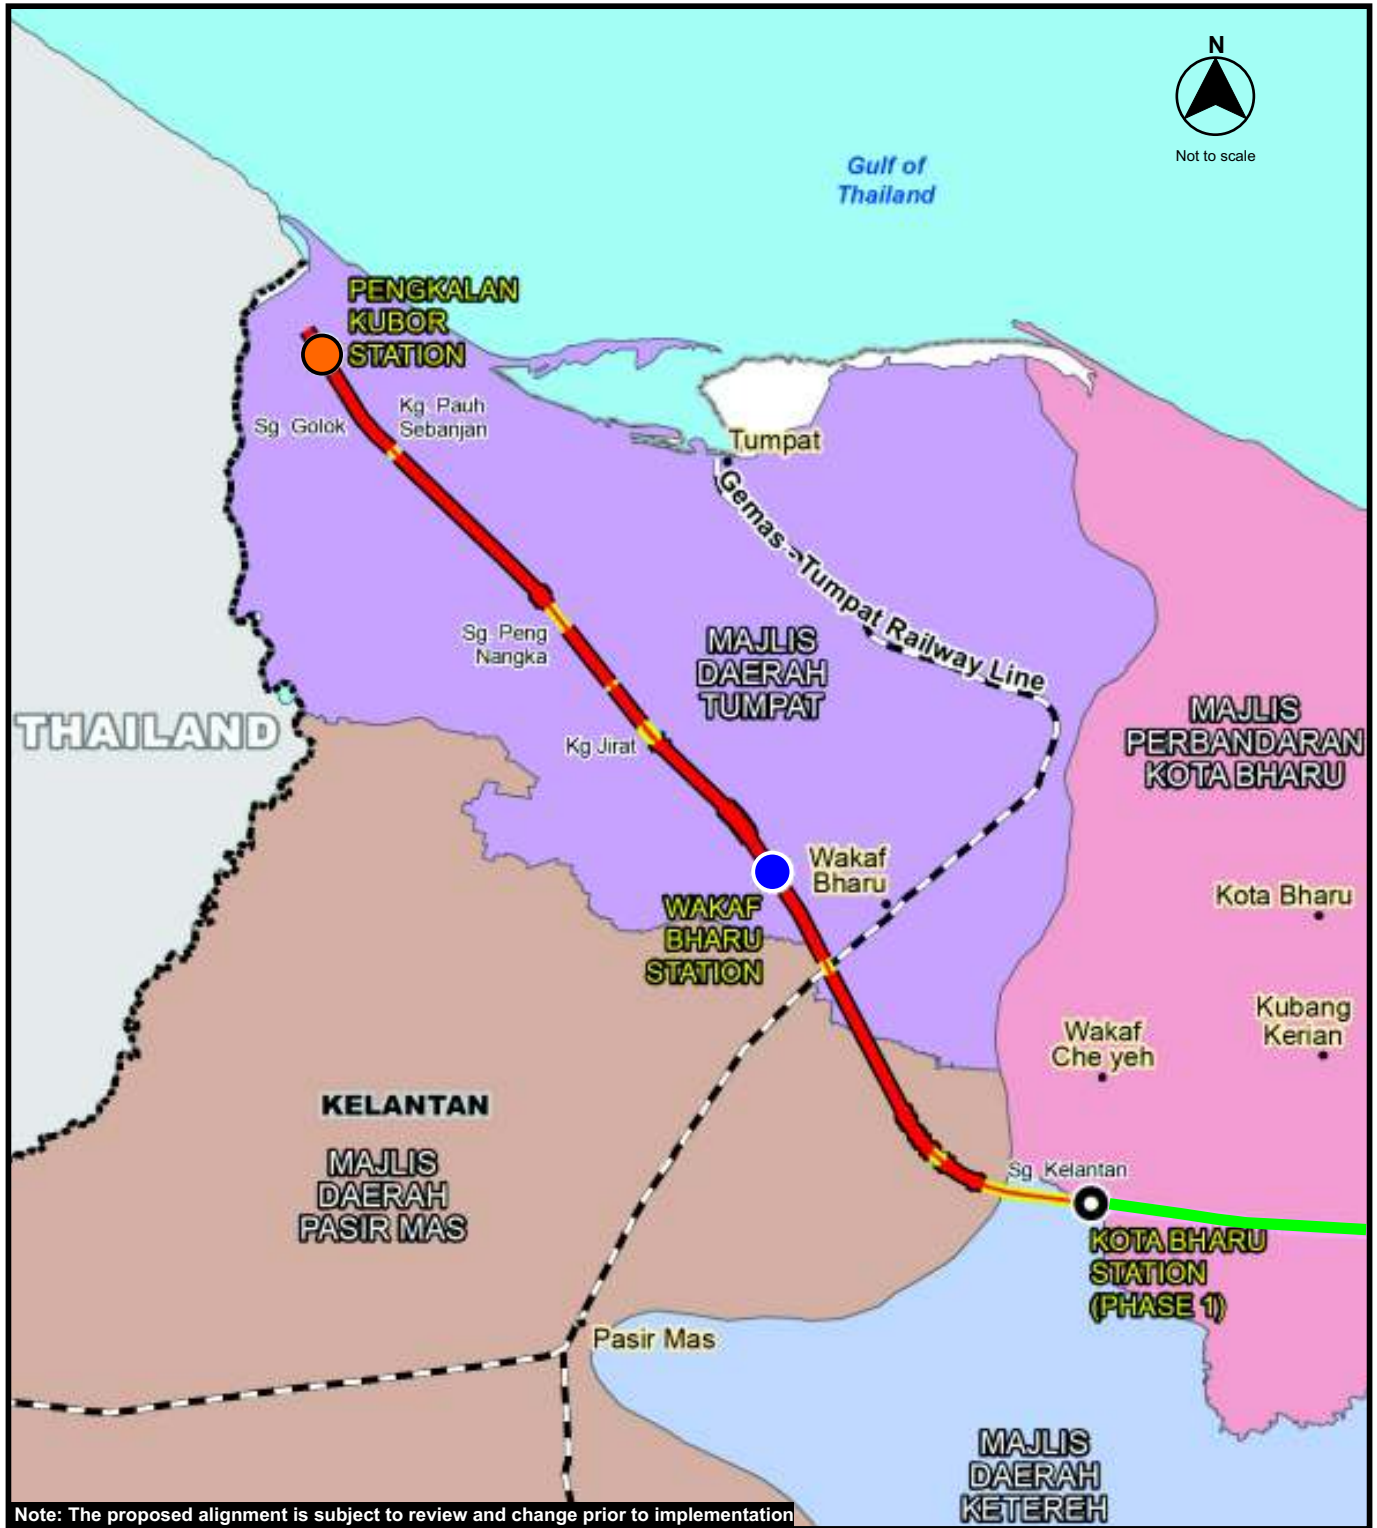 N
Not to scale
Gulf of
Thailand
PENGKALAN
KUBOR
STATION
Kg. Pauh
Sebanjan
Sg. Golok
Tumpat
Gemas - Tumpat Railway Line
Sg. Peng
Nangka
MAJLIS
DAERAH
TUMPAT
Kg Jirat
THAILAND
MAJLIS
PERBANDARAN
KOTA BHARU
Wakaf
Bharu
WAKAF
BHARU
STATION
Kota Bharu
Kubang
Kerian
Wakaf
Che yeh
KELANTAN
MAJLIS
DAERAH
PASIR MAS
Sg. Kelantan
KOTA BHARU
STATION
(PHASE 1)
Pasir Mas
MAJLIS
DAERAH
KETEREH
Note: The proposed alignment is subject to review and change prior to implementation